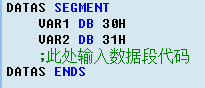 DATAS SEGMENT
VAR1 DB 30H
VAR2 DB 31H
;此处输入数据段代码
DATAS ENDS